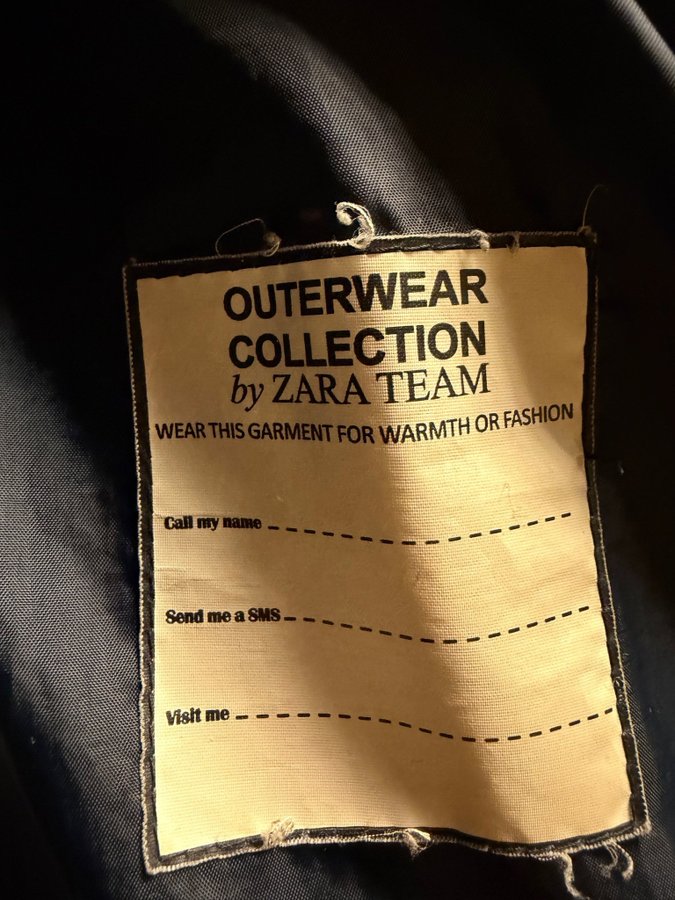 OUTERWEAR
COLLECTION
by ZARA TEAM
WEAR THIS GARMENT FOR WARMTH OR FASHION
Call my name
Send me a SMS
Visit me